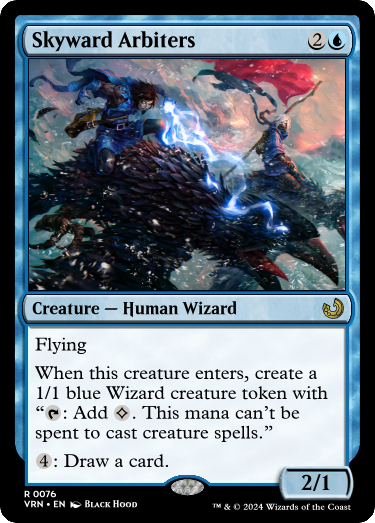 Skyward Arbiters 2
Creature — Human Wizard
Flying
When this creature enters, create a
1/1 blue Wizard creature token with
“: Add . This mana can’t be
spent to cast creature spells.”
4: Draw a card.
2/1
R 0076
VRN • EN Black Hood
™ & © 2024 Wizards of the Coast